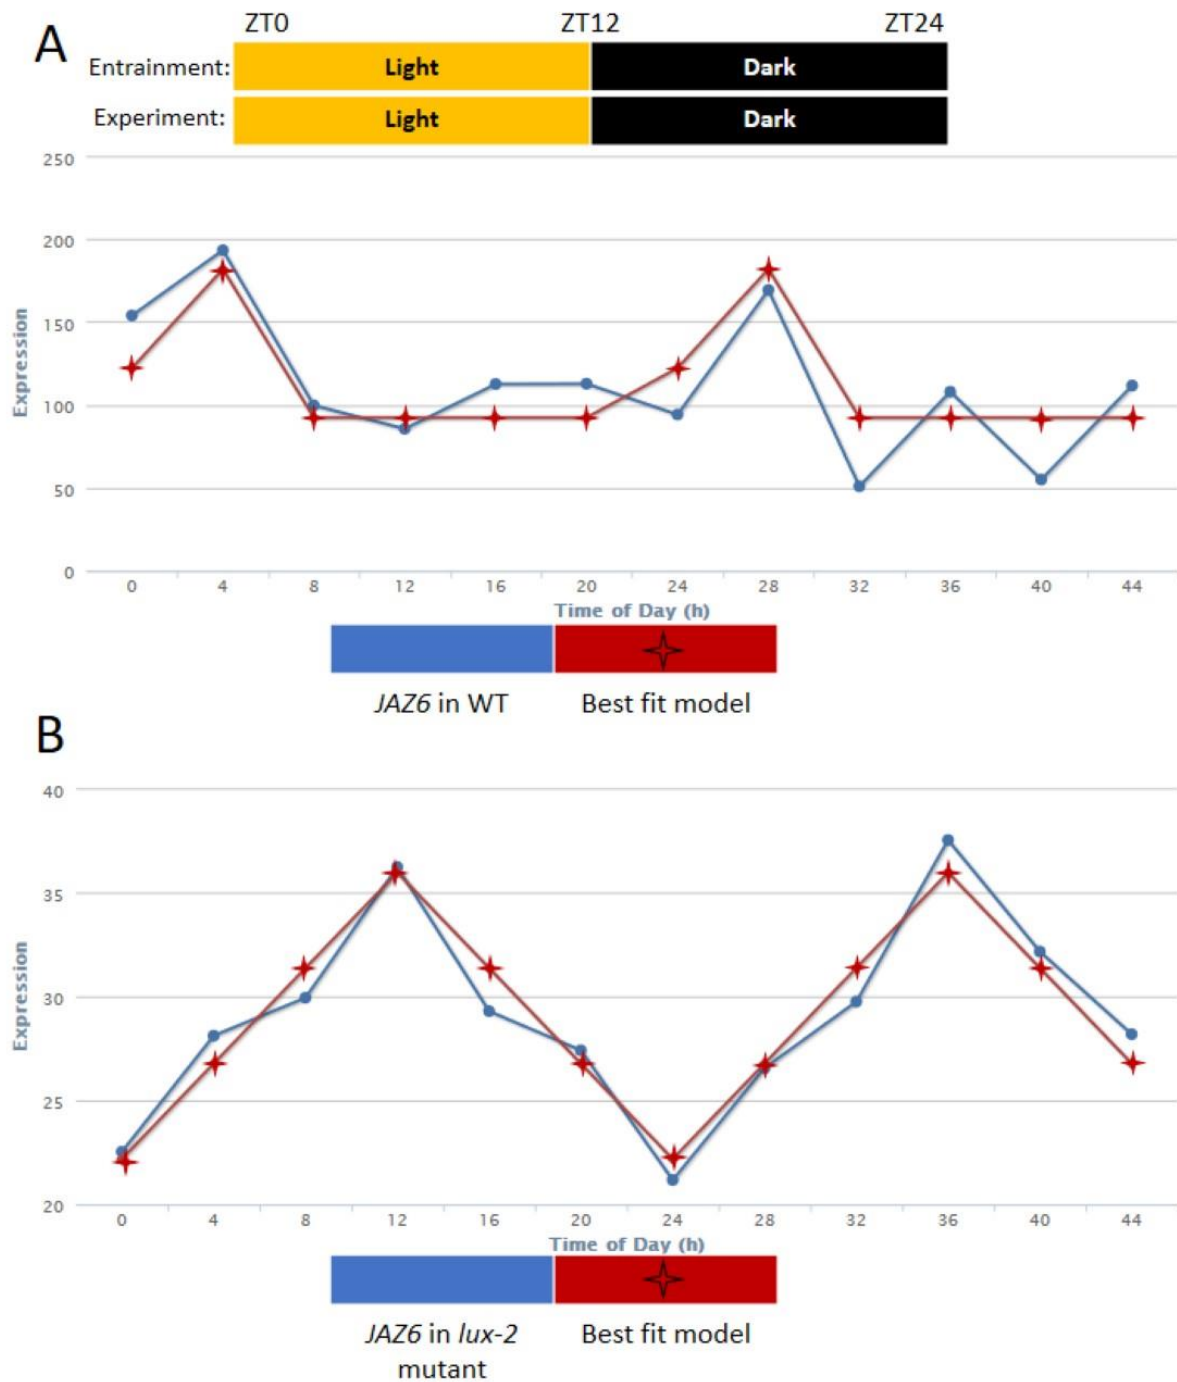 A
ZT0 ZT12 ZT24
Entrainment: Light Dark
Experiment: Light Dark
250
200
150
100
50
0
Expression
0 4 8 12 16 20 24 28 32 36 40 44
Time of Day (h)
JAZ6 in WT Best fit model
B
40
35
30
25
20
Expression
0 4 8 12 16 20 24 28 32 36 40 44
Time of Day (h)
JAZ6 in lux-2 Best fit model
mutant